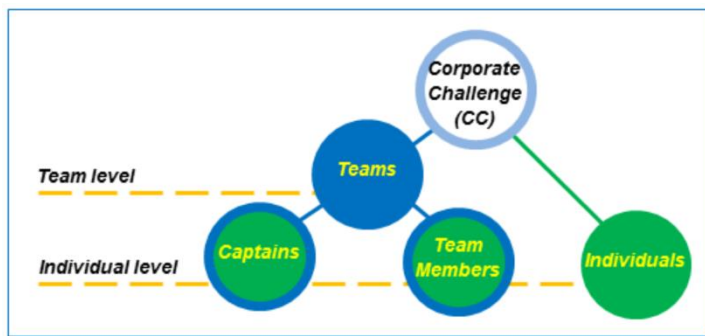 Corporate
Challenge
(CC)
Teams
Team level
Captains
Team
Members
Individuals
Individual level